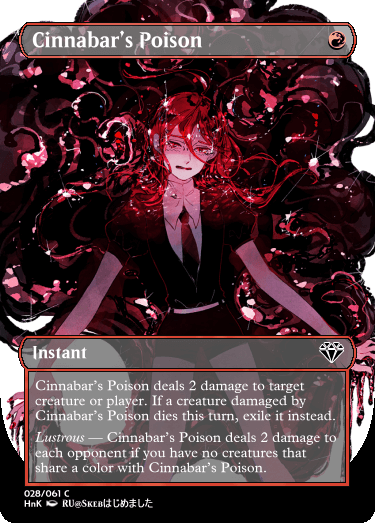 Cinnabar's Poison
Instant
Cinnabar's Poison deals 2 damage to target
creature or player. If a creature damaged by
Cinnabar's Poison dies this turn, exile it instead.
Lustrous — Cinnabar's Poison deals 2 damage to
each opponent if you have no creatures that
share a color with Cinnabar's Poison.
028/061 C
HnK RU@SKEBはじめました